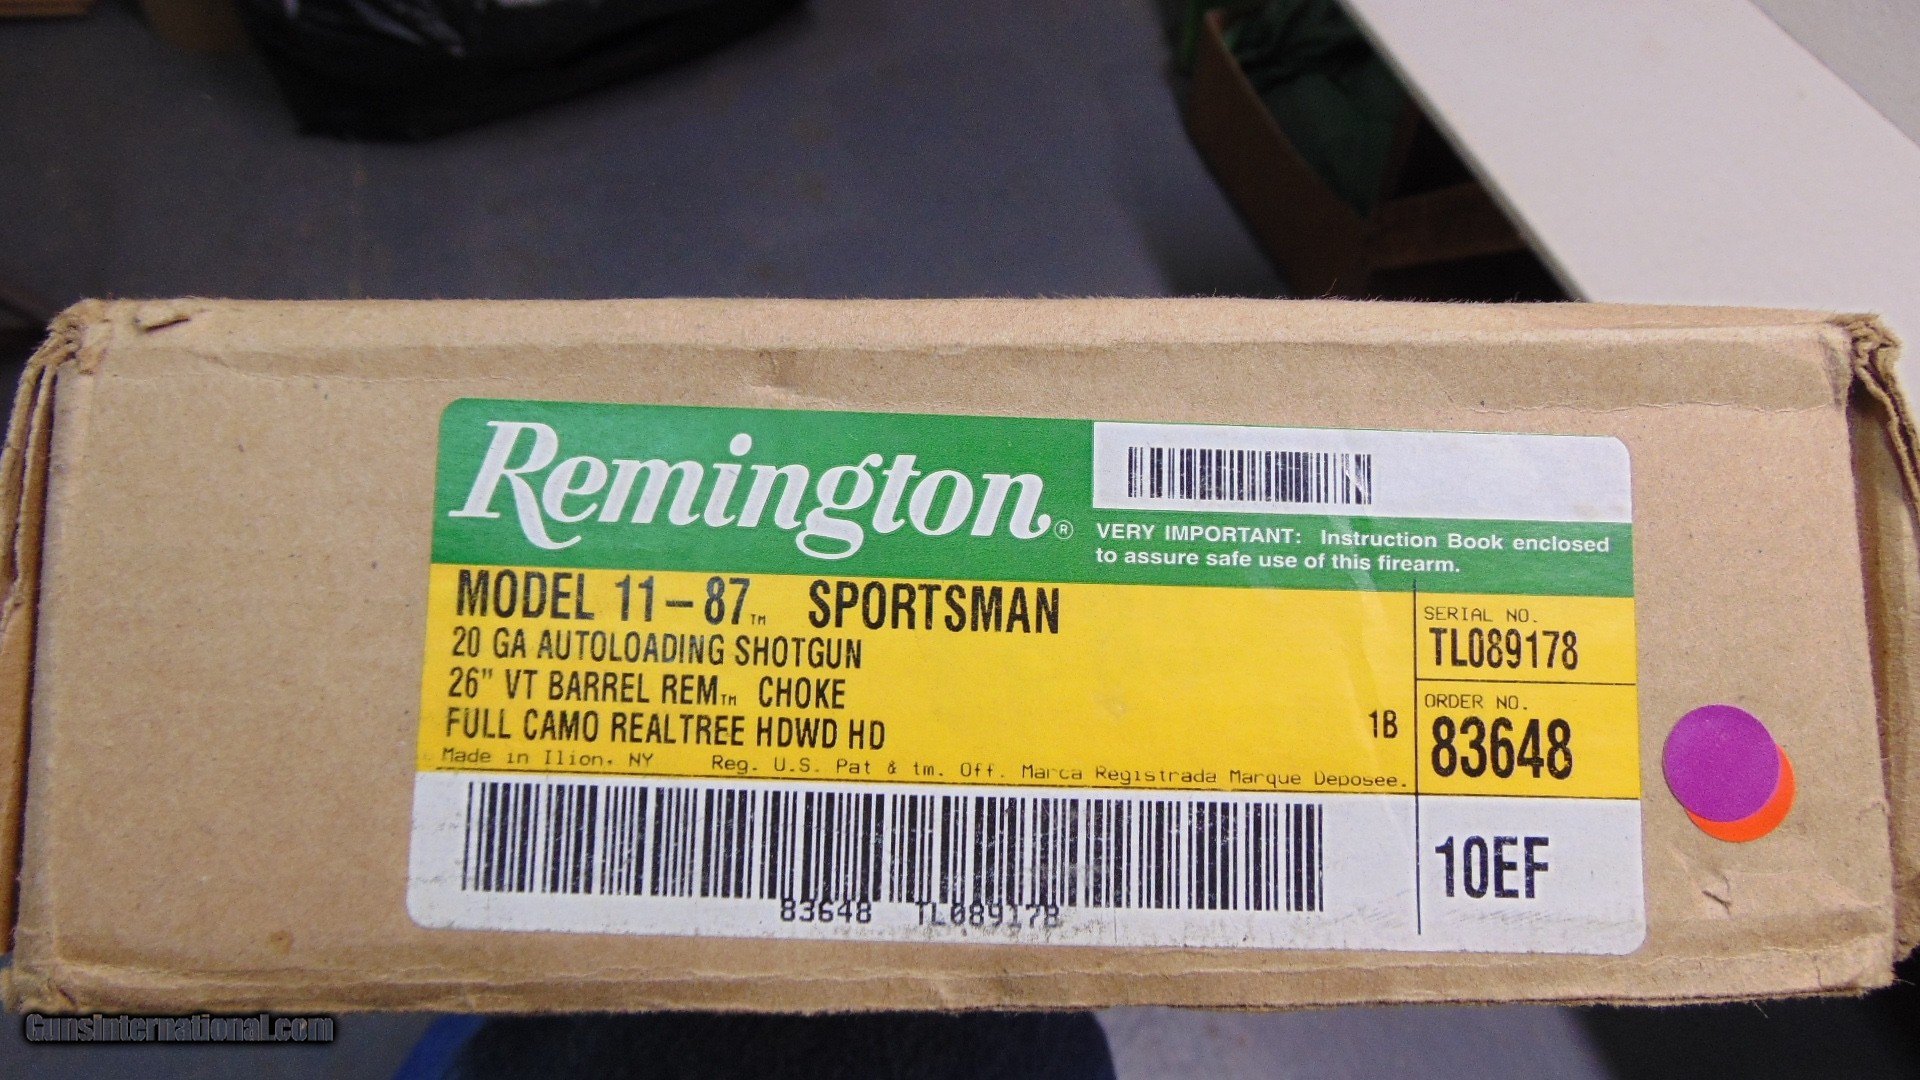 Remington®
VERY IMPORTANT: Instruction Book enclosed
to assure safe use of this firearm.
MODEL 11-87™ SPORTSMAN
20 GA AUTOLOADING SHOTGUN
26" VT BARREL REM™ CHOKE
FULL CAMO REALTREE HDWD HD
1B
Made in Ilion, NY Reg. U.S. Pat & tm. Off. Marca Registrada Marque Deposee.
SERIAL NO.
TL089178
ORDER NO.
83648
10EF
83648 TL089178
GunsInternational.com